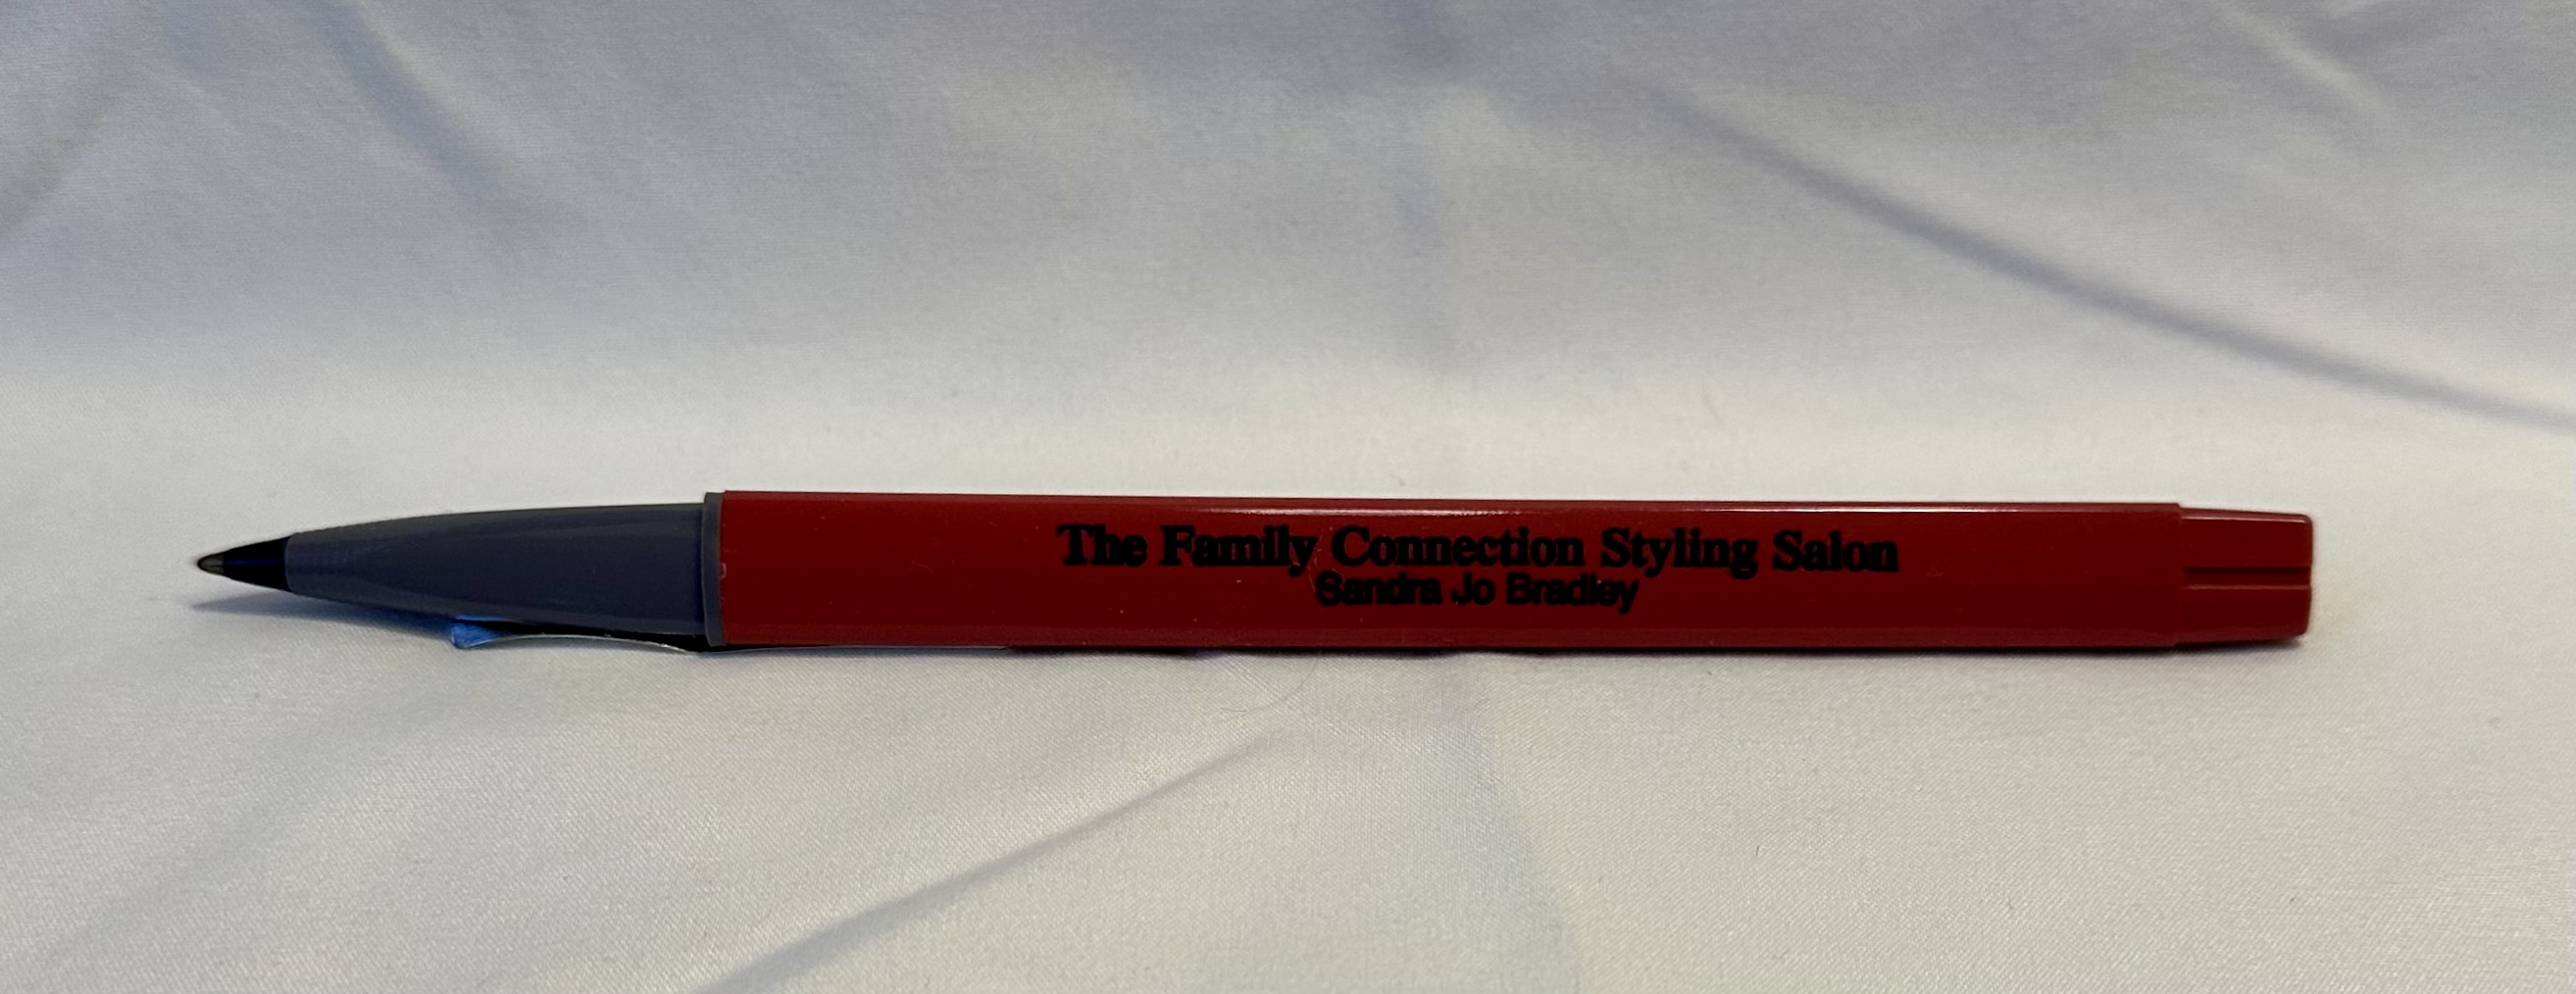 The Family Connection Styling Salon
Sandra Jo Bradley